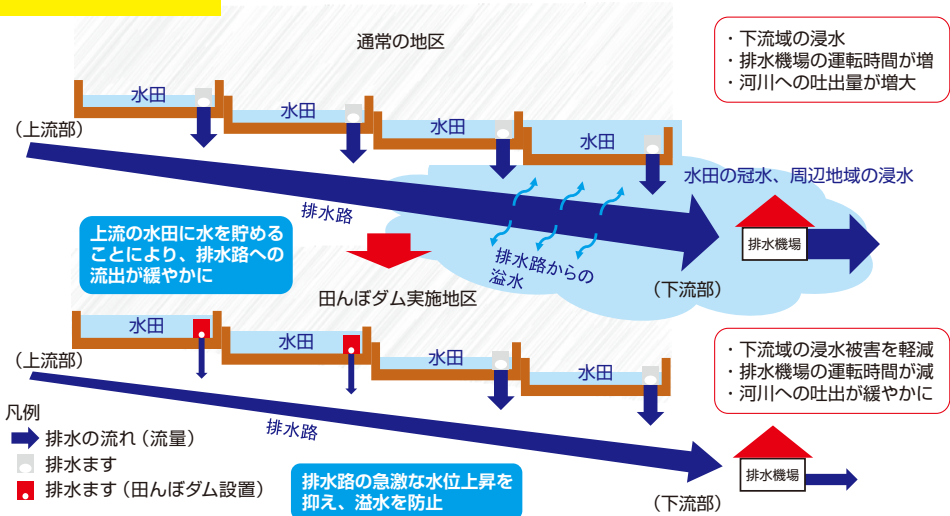 通常の地区
・下流域の浸水
・排水機場の運転時間が増
・河川への吐出量が増大
水田
水田
水田
水田
（上流部）
水田の冠水、周辺地域の浸水
排水路
排水路からの
溢水
排水機場
（下流部）
上流の水田に水を貯める
ことにより、排水路への
流出が緩やかに
田んぼダム実施地区
水田
水田
水田
水田
（上流部）
・下流域の浸水被害を軽減
・排水機場の運転時間が減
・河川への吐出が緩やかに
排水路
凡例
排水の流れ（流量）
排水ます
排水ます（田んぼダム設置）
排水路の急激な水位上昇を
抑え、溢水を防止
排水機場
（下流部）